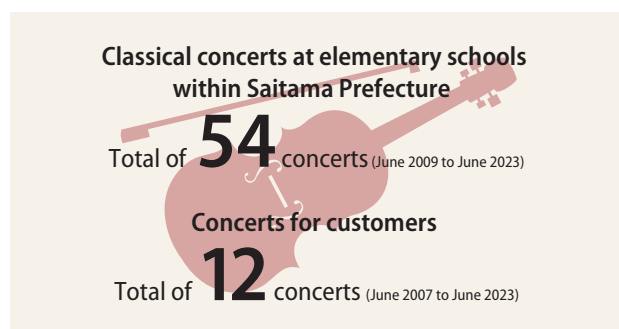 Classical concerts at elementary schools
within Saitama Prefecture
Total of 54 concerts (June 2009 to June 2023)
Concerts for customers
Total of 12 concerts (June 2007 to June 2023)